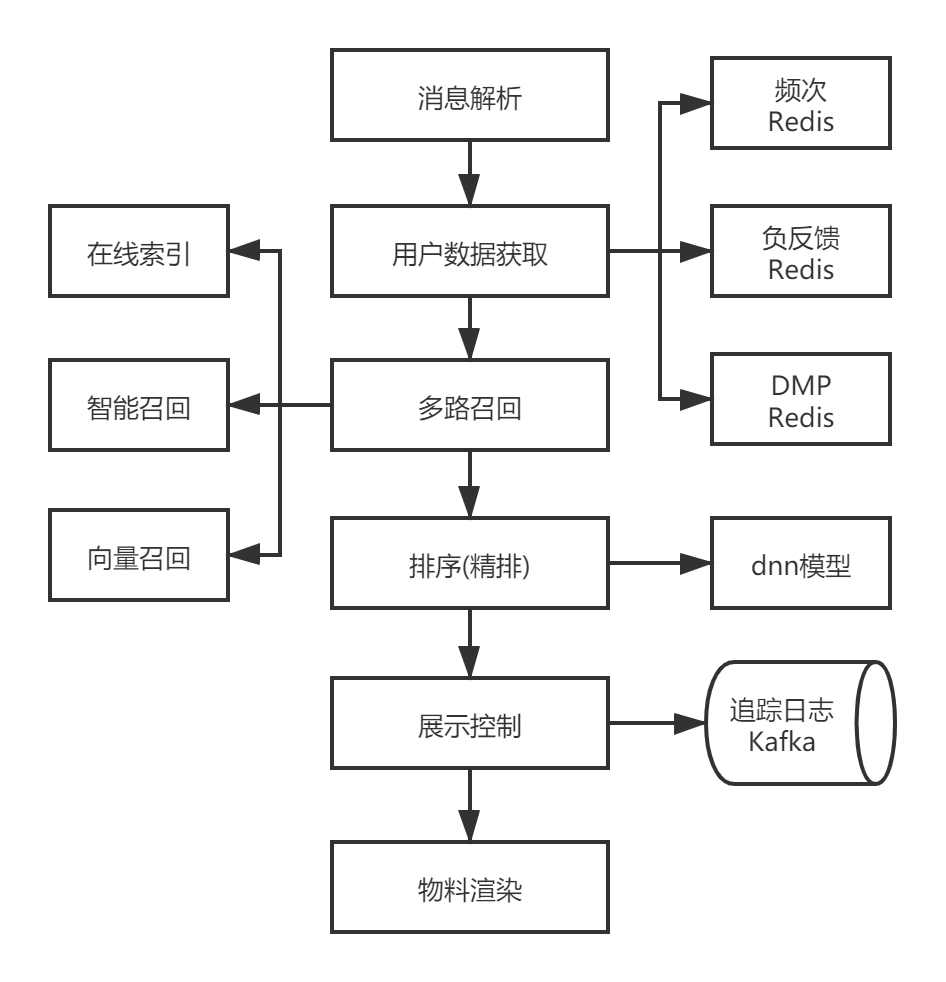 消息解析
频次
Redis
在线索引
用户数据获取
负反馈
Redis
智能召回
多路召回
DMP
Redis
向量召回
排序(精排)
dnn模型
展示控制
追踪日志
Kafka
物料渲染